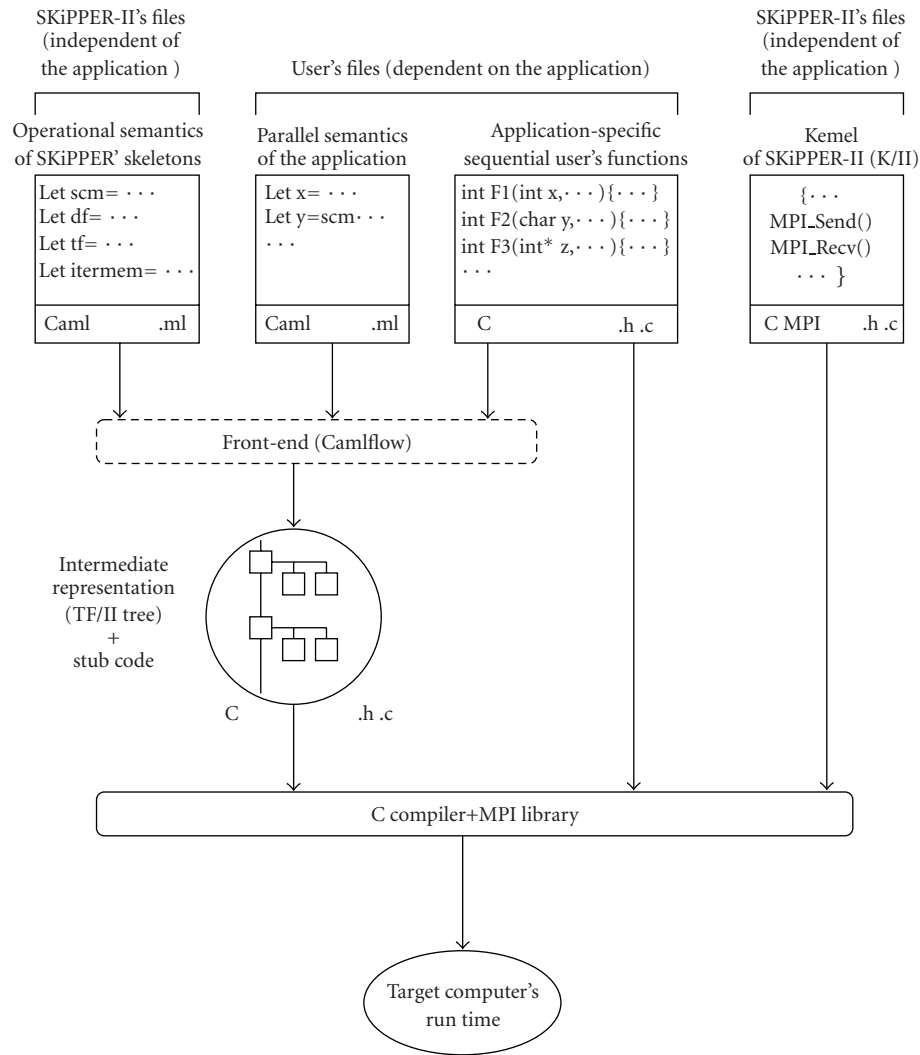 SKiPPER-II's files
(independent of
the application )
User's files (dependent on the application)
SKiPPER-II's files
(independent of
the application )
Operational semantics
of SKiPPER' skeletons
Let scm= · · ·
Let df= · · ·
Let tf= · · ·
Let itermem= · · ·
Caml .ml
Parallel semantics
of the application
Let x= · · ·
Let y=scm· · ·
· · ·
Caml .ml
Application-specific
sequential user's functions
int F1(int x,· · ·){· · ·}
int F2(char y,· · ·){· · ·}
int F3(int* z,· · ·){· · ·}
· · ·
C .h .c
Kemel
of SKiPPER-II (K/II)
{· · ·
MPI_Send()
MPI_Recv()
· · · }
C MPI .h .c
Front-end (Camlflow)
Intermediate
representation
(TF/II tree)
+
stub code
C .h .c
C compiler+MPI library
Target computer's
run time